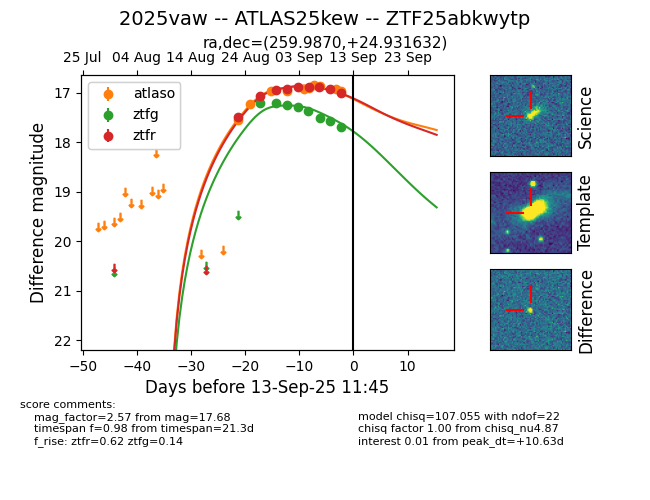 2025vaw -- ATLAS25kew -- ZTF25abkwytp
ra,dec=(259.9870,+24.931632)
25 Jul 04 Aug 14 Aug 24 Aug 03 Sep 13 Sep 23 Sep
atlaso
ztfg
ztfr
17
18
19
20
21
22
Difference magnitude
−50 −40 −30 −20 −10 0 10
Days before 13-Sep-25 11:45
Science
Template
Difference
score comments:
mag_factor=2.57 from mag=17.68
timespan f=0.98 from timespan=21.3d
f_rise: ztfr=0.62 ztfg=0.14
model chisq=107.055 with ndof=22
chisq factor 1.00 from chisq_nu4.87
interest 0.01 from peak_dt=+10.63d